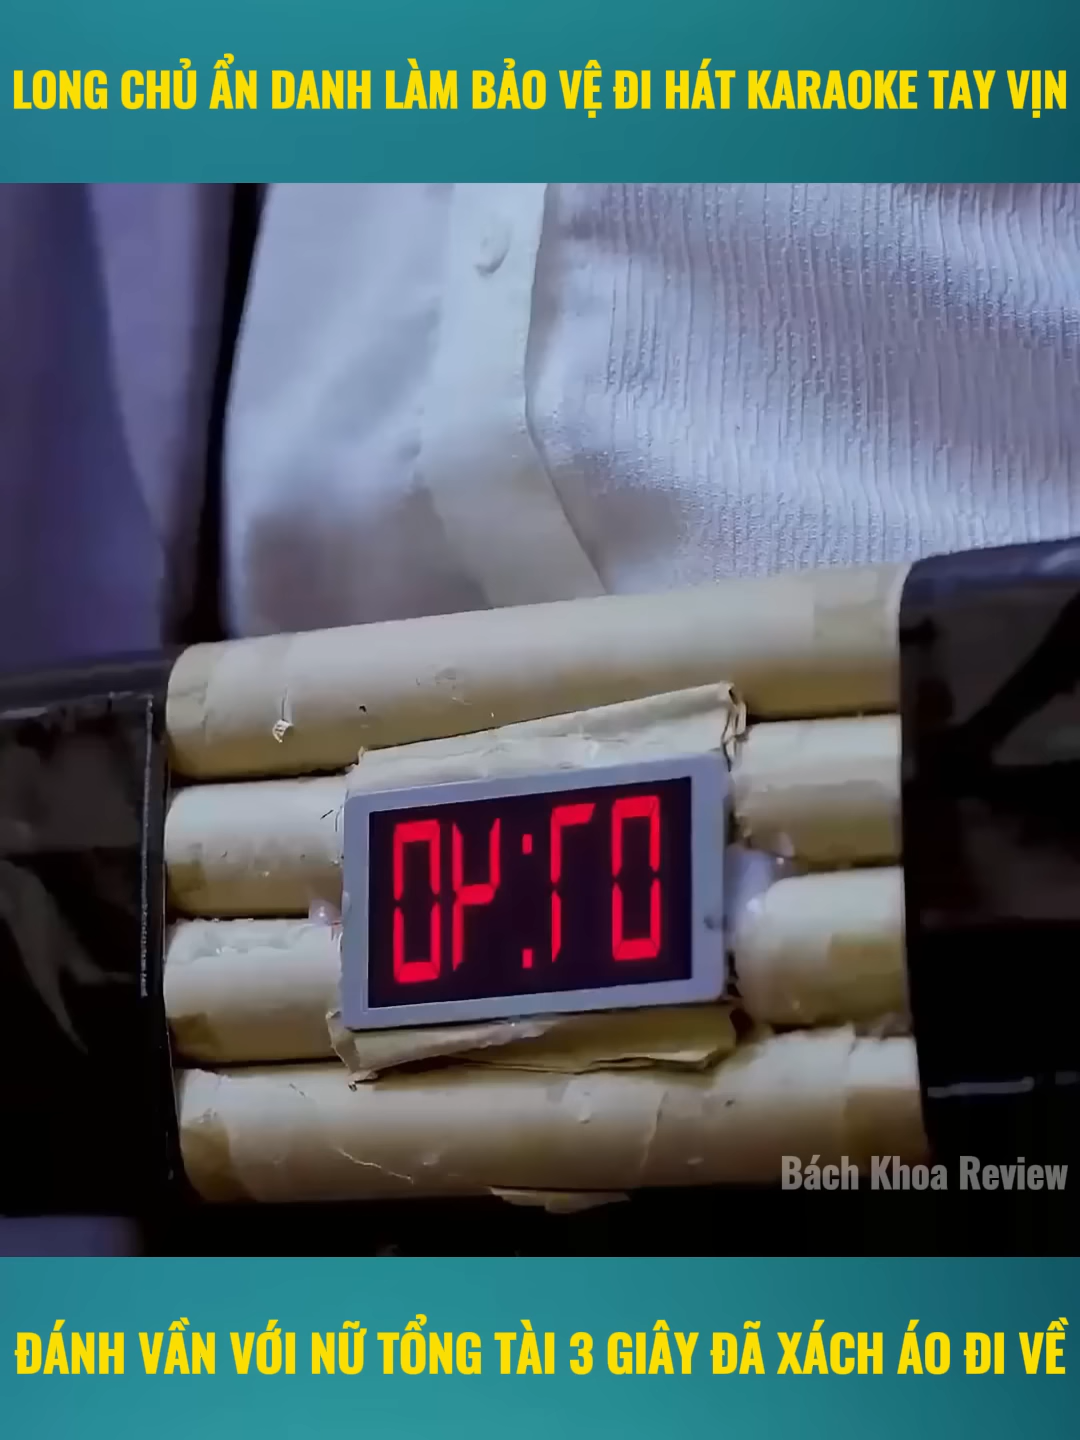 LONG CHỦ ẨN DANH LÀM BẢO VỆ ĐI HÁT KARAOKE TAY VỊN
Bách Khoa Review
ĐÁNH VẦN VỚI NỮ TỔNG TÀI 3 GIÂY ĐÃ XÁCH ÁO ĐI VỀ